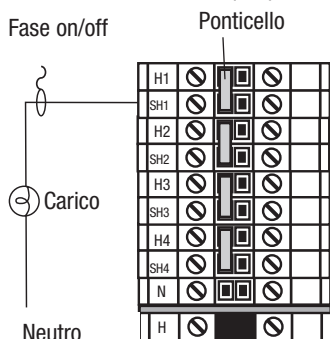 Ponticello
Fase on/off
H1
SH1
H2
SH2
Carico
H3
SH3
H4
SH4
N
Neutro
H